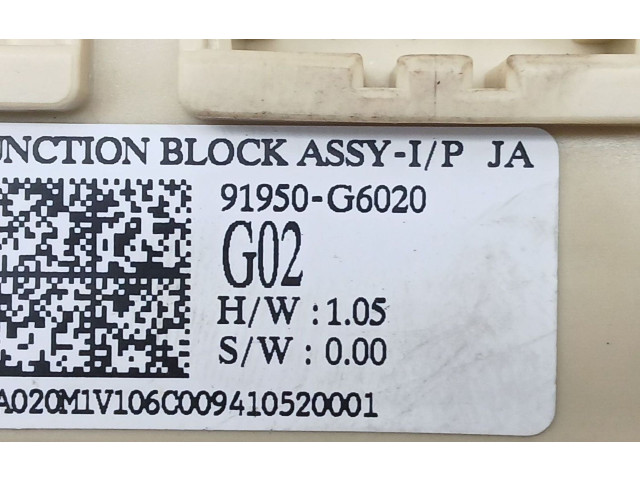 UNCTION BLOCK ASSY-I/P JA
91950-G6020
G02
H/W : 1.05
S/W : 0.00
A020M1V106C009410520001